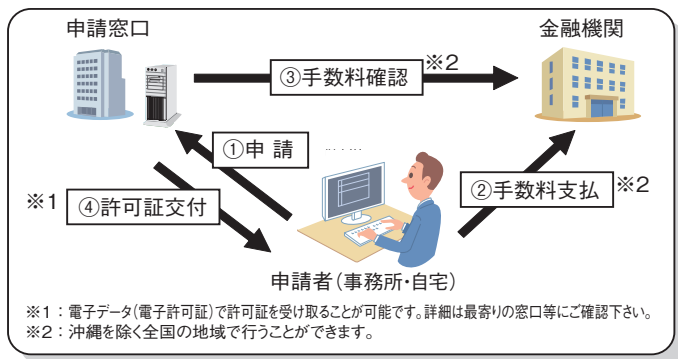 申請窓口
金融機関
③手数料確認 ※2
①申 請
※1 ④許可証交付
②手数料支払 ※2
申請者(事務所・自宅)
※1：電子データ(電子許可証)で許可証を受け取ることが可能です。詳細は最寄りの窓口等にご確認下さい。
※2：沖縄を除く全国の地域で行うことができます。